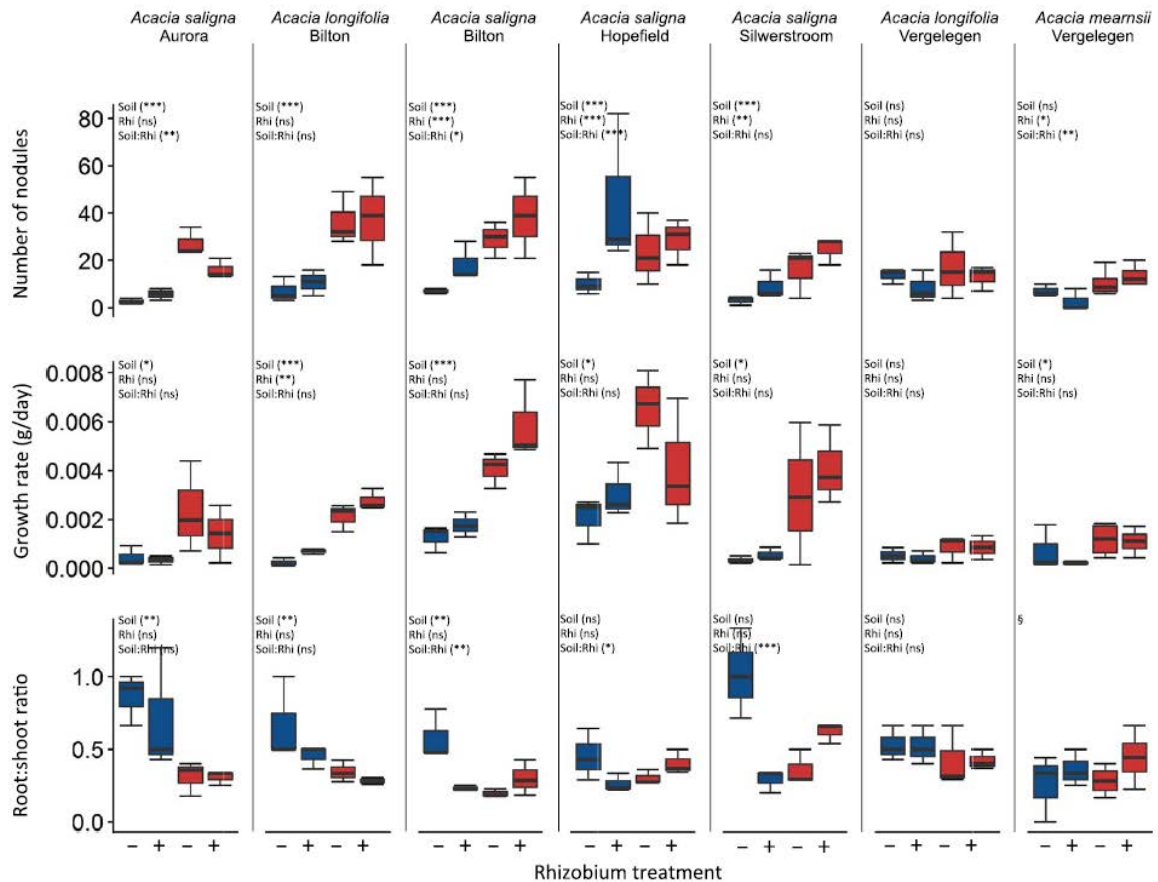 Acacia saligna
Aurora
Acacia longifolia
Bilton
Acacia saligna
Bilton
Acacia saligna
Hopefield
Acacia saligna
Silwerstroom
Acacia longifolia
Vergelegen
Acacia mearnsii
Vergelegen
Number of nodules
80
60
40
20
0
Soil (***)
Rhi (ns)
Soil:Rhi (**)
Soil (***)
Rhi (ns)
Soil:Rhi (ns)
Soil (***)
Rhi (***)
Soil:Rhi (*)
Soil (***)
Rhi (***)
Soil:Rhi (***)
Soil (***)
Rhi (**)
Soil:Rhi (ns)
Soil (ns)
Rhi (ns)
Soil:Rhi (ns)
Soil (ns)
Rhi (*)
Soil:Rhi (**)
Growth rate (g/day)
0.008
0.006
0.004
0.002
0.000
Soil (*)
Rhi (ns)
Soil:Rhi (ns)
Soil (***)
Rhi (**)
Soil:Rhi (ns)
Soil (***)
Rhi (ns)
Soil:Rhi (ns)
Soil (*)
Rhi (ns)
Soil:Rhi (ns)
Soil (*)
Rhi (ns)
Soil:Rhi (ns)
Soil (ns)
Rhi (ns)
Soil:Rhi (ns)
Soil (*)
Rhi (ns)
Soil:Rhi (ns)
Root:shoot ratio
1.0
0.5
0.0
Soil (**)
Rhi (ns)
Soil:Rhi (ns)
Soil (**)
Rhi (ns)
Soil:Rhi (ns)
Soil (**)
Rhi (ns)
Soil:Rhi (**)
Soil (ns)
Rhi (ns)
Soil:Rhi (*)
Soil (ns)
Rhi (ns)
Soil:Rhi (***)
Soil (ns)
Rhi (ns)
Soil:Rhi (ns)
§
– + – +
– + – +
– + – +
– + – +
– + – +
– + – +
– + – +
Rhizobium treatment